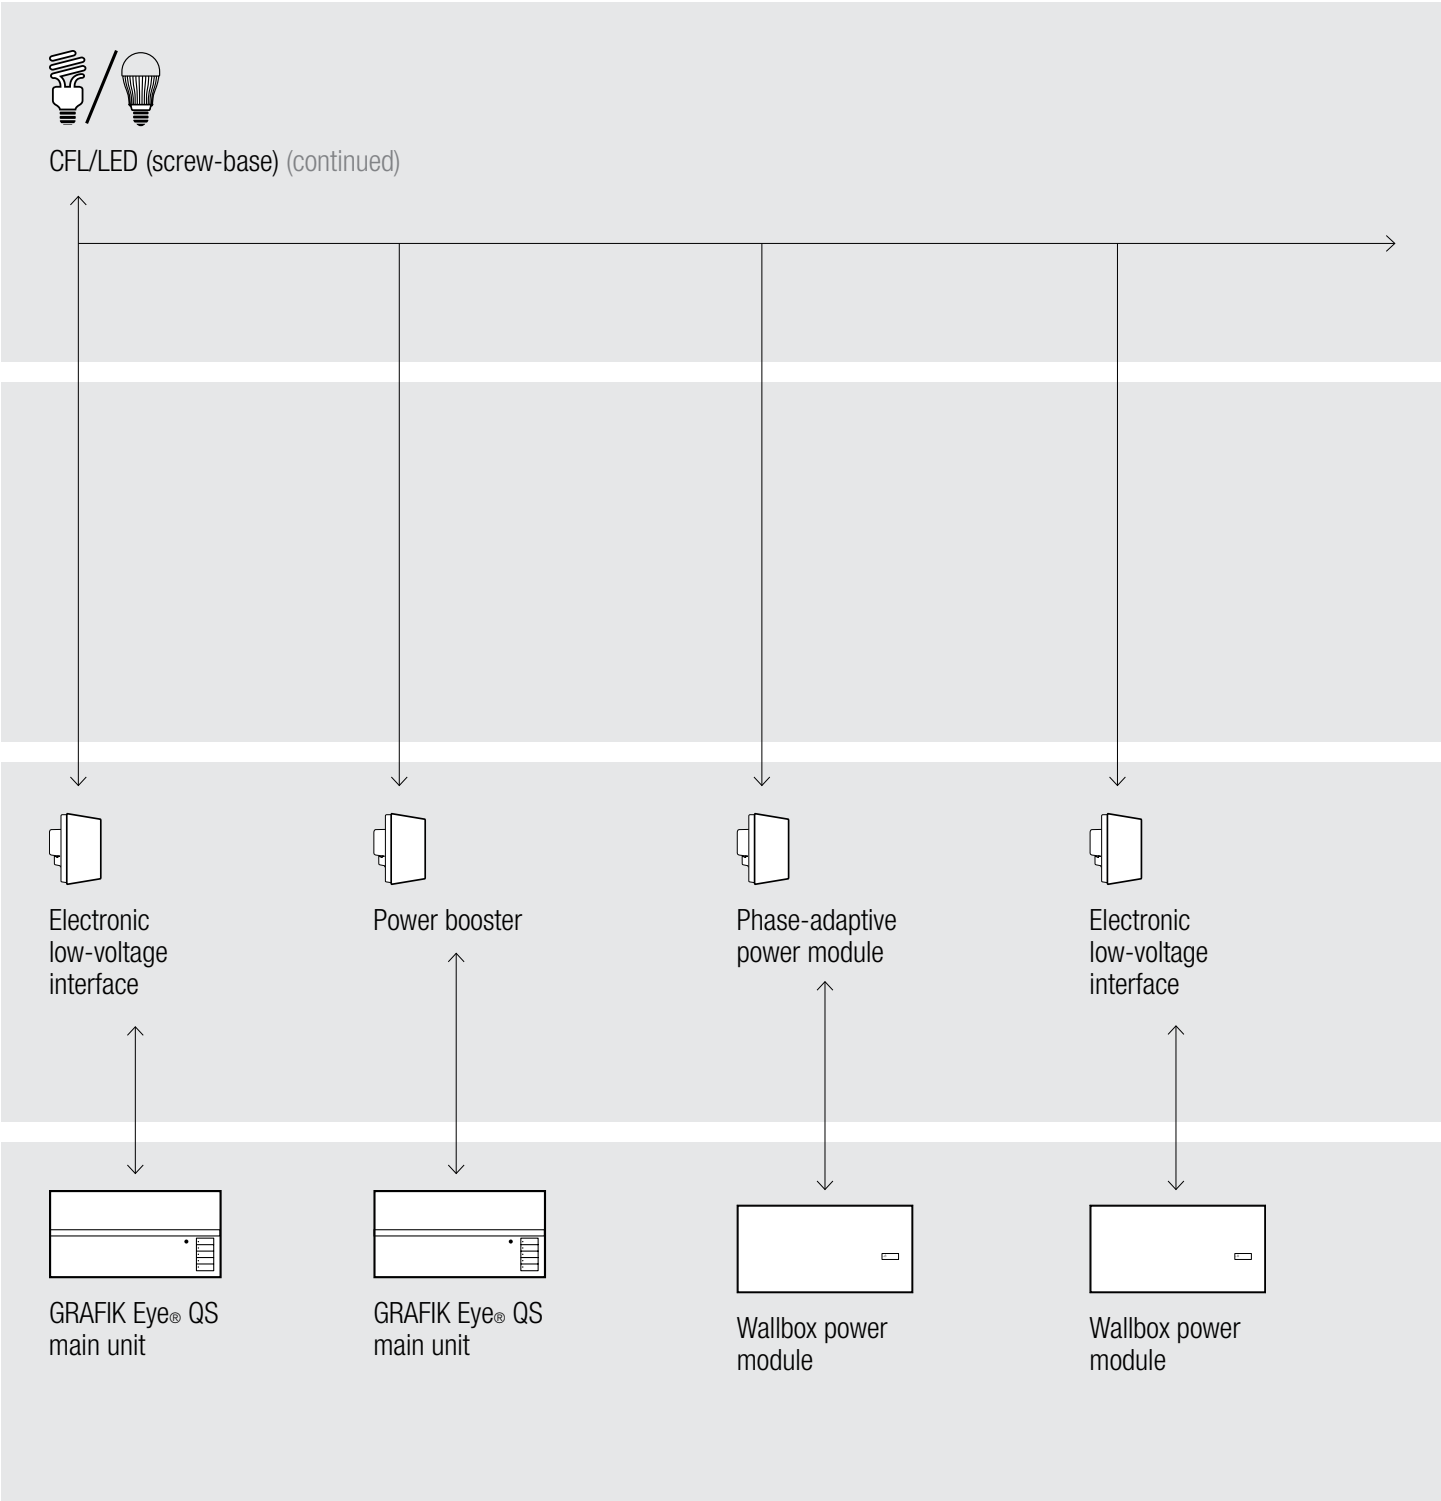 CFL/LED (screw-base) (continued)
Electronic
low-voltage
interface
Power booster
Phase-adaptive
power module
Electronic
low-voltage
interface
GRAFIK Eye® QS
main unit
GRAFIK Eye® QS
main unit
Wallbox power
module
Wallbox power
module